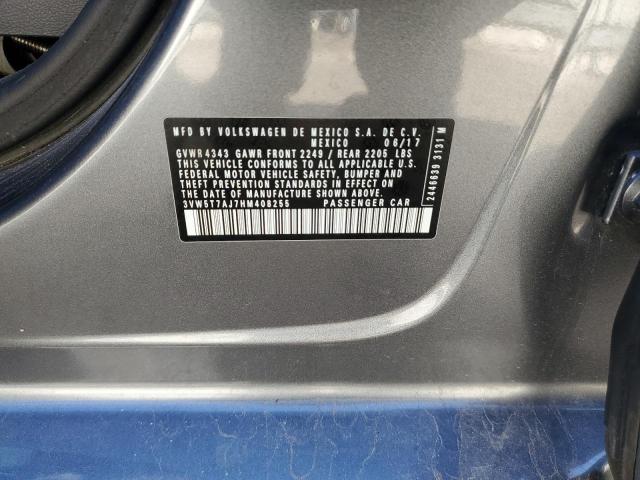 MFD BY VOLKSWAGEN DE MEXICO S.A. DE C.V.
MEXICO 06/17
GVWR 4343 GAWR FRONT 2249 / REAR 2205 LBS
THIS VEHICLE CONFORMS TO ALL APPLICABLE
FEDERAL MOTOR VEHICLE SAFETY, BUMPER AND
THEFT PREVENTION STANDARDS IN EFFECT ON
THE DATE OF MANUFACTURE SHOWN ABOVE.
3VW5T7AJ7HM408255 PASSENGER CAR
2446639 3131 M